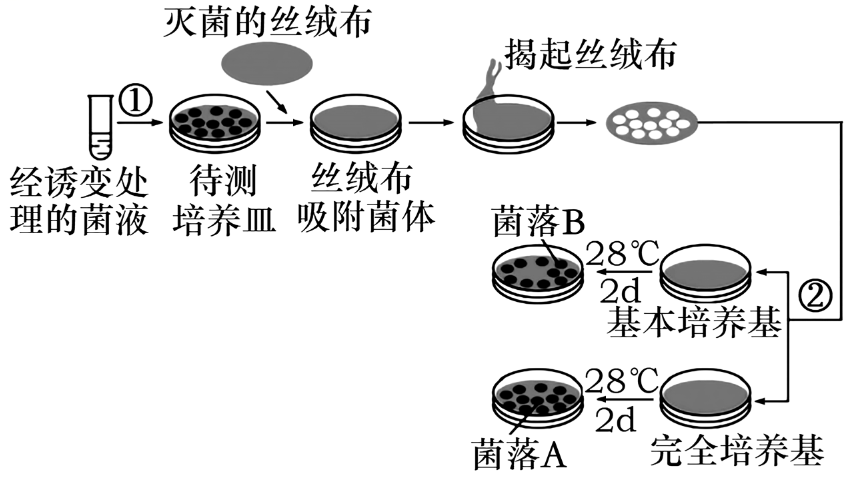 灭菌的丝绒布
揭起丝绒布
①
经诱变处
理的菌液
待测
培养皿
丝绒布
吸附菌体
菌落B
28℃
2d
基本培养基
②
28℃
2d
菌落A
完全培养基